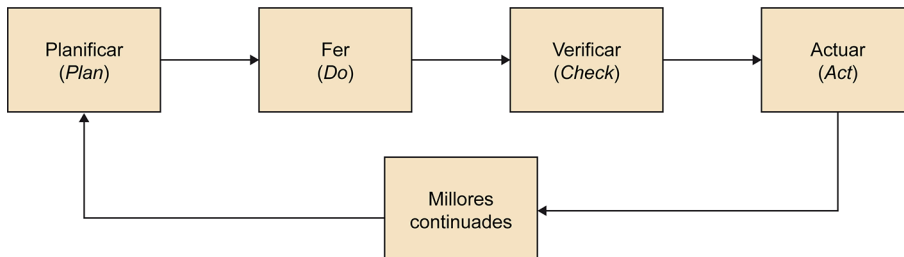 Planificar
(Plan)
Fer
(Do)
Verificar
(Check)
Actuar
(Act)
Millores
continuades